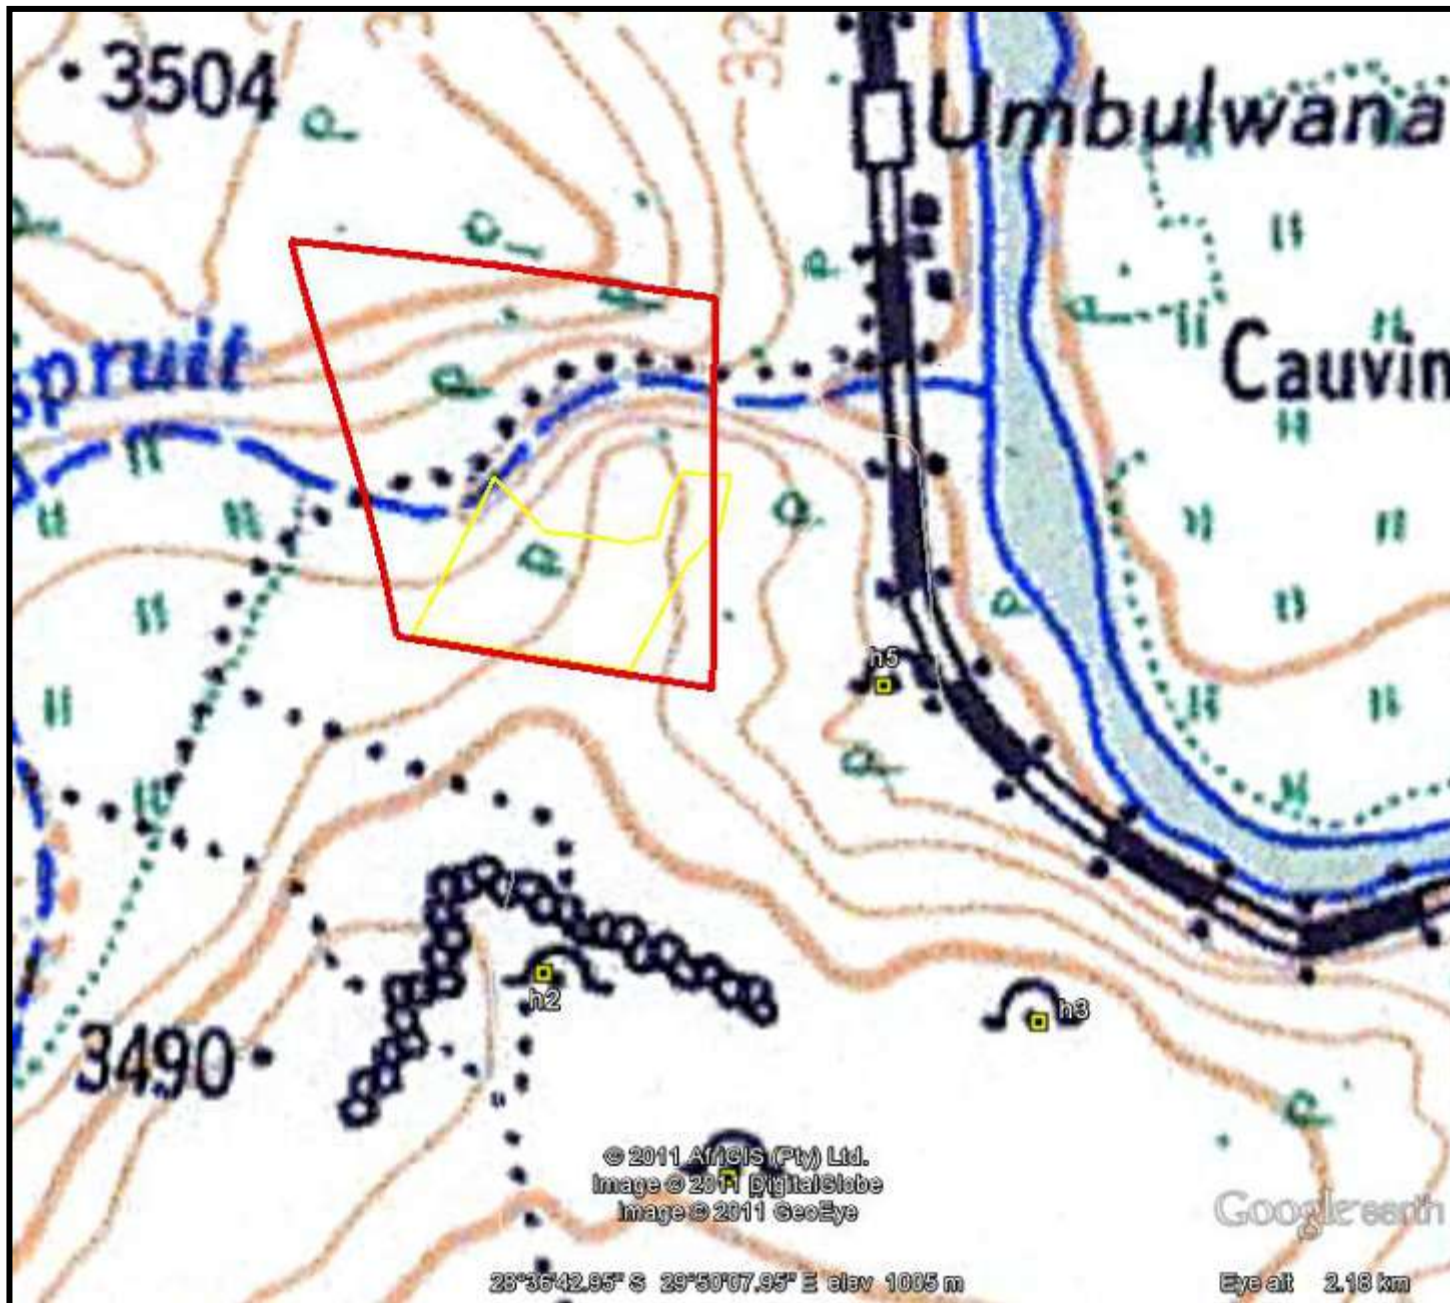 3504
32
Umbulwana
Cauvin
spruit
h5
h2
h3
3490
© 2011 AfriGIS (Pty) Ltd.
Image © 2011 DigitalGlobe
Image © 2011 GeoEye
Google earth
28°36'42.95" S 29°50'07.95" E elev 1005 m
Eye alt 2.18 km